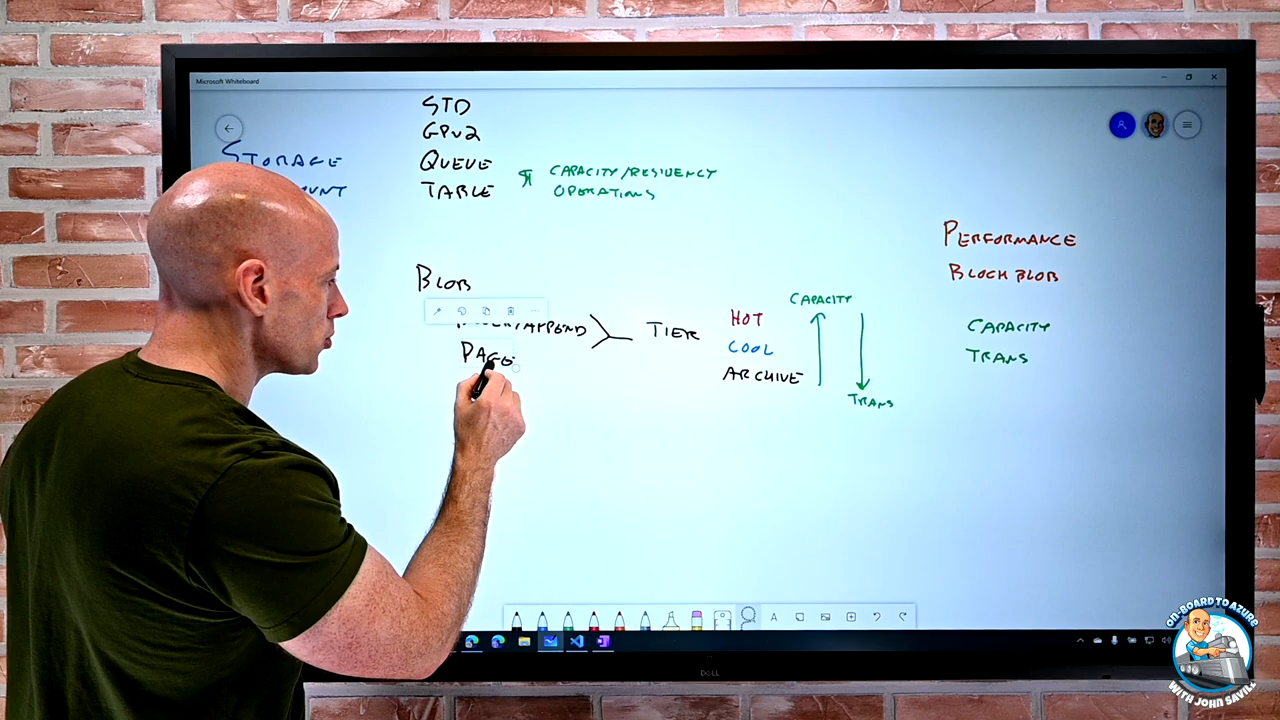 Microsoft Whiteboard
STD
GPV2
STORAGE
QUEUE
TABLE
CAPACITY/RESIDENCY
OPERATIONS
PERFORMANCE
BLOCK BLOB
BLOB
CAPACITY
HOT
TIER
COOL
ARCHIVE
PAGE
TRANS
CAPACITY
TRANS
DELL
ON-BOARD TO AZURE
WITH JOHN SAVILL